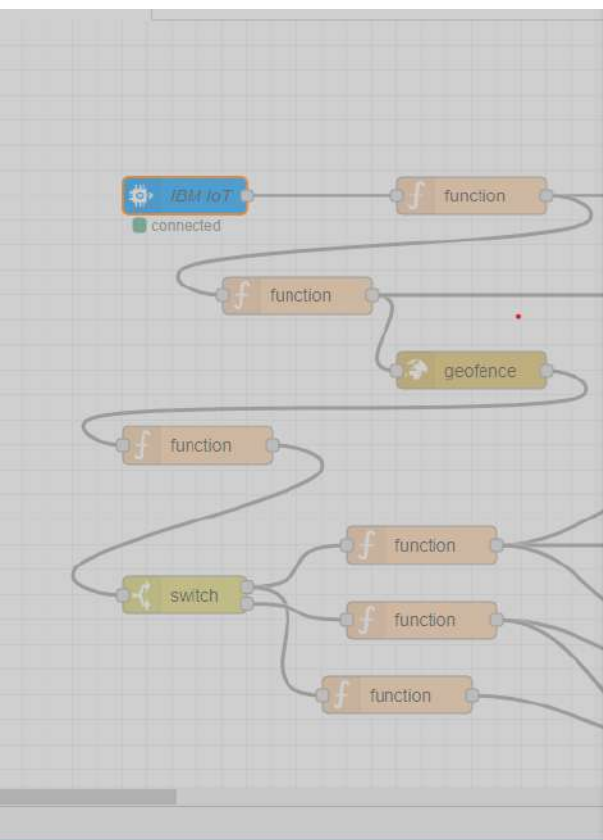 IBM IoT
function
connected
function
geofence
function
function
switch
function
function